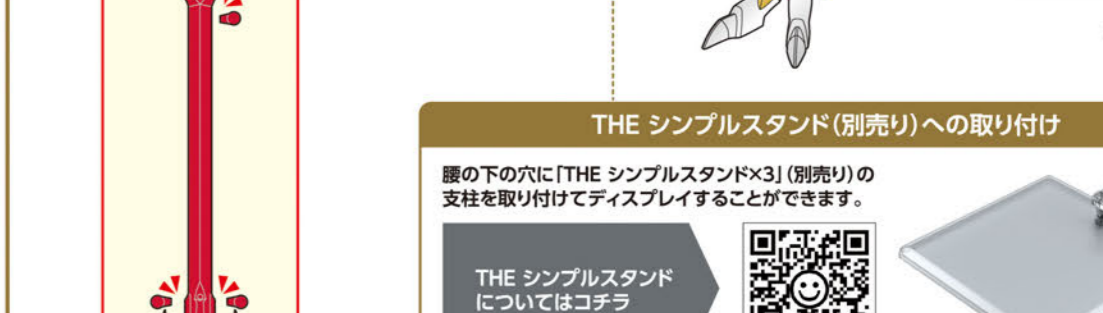 THE シンプルスタンド（別売り）への取り付け
腰の下の穴に「THE シンプルスタンド×3」（別売り）の
支柱を取り付けてディスプレイすることができます。
THE シンプルスタンド
についてはコチラ